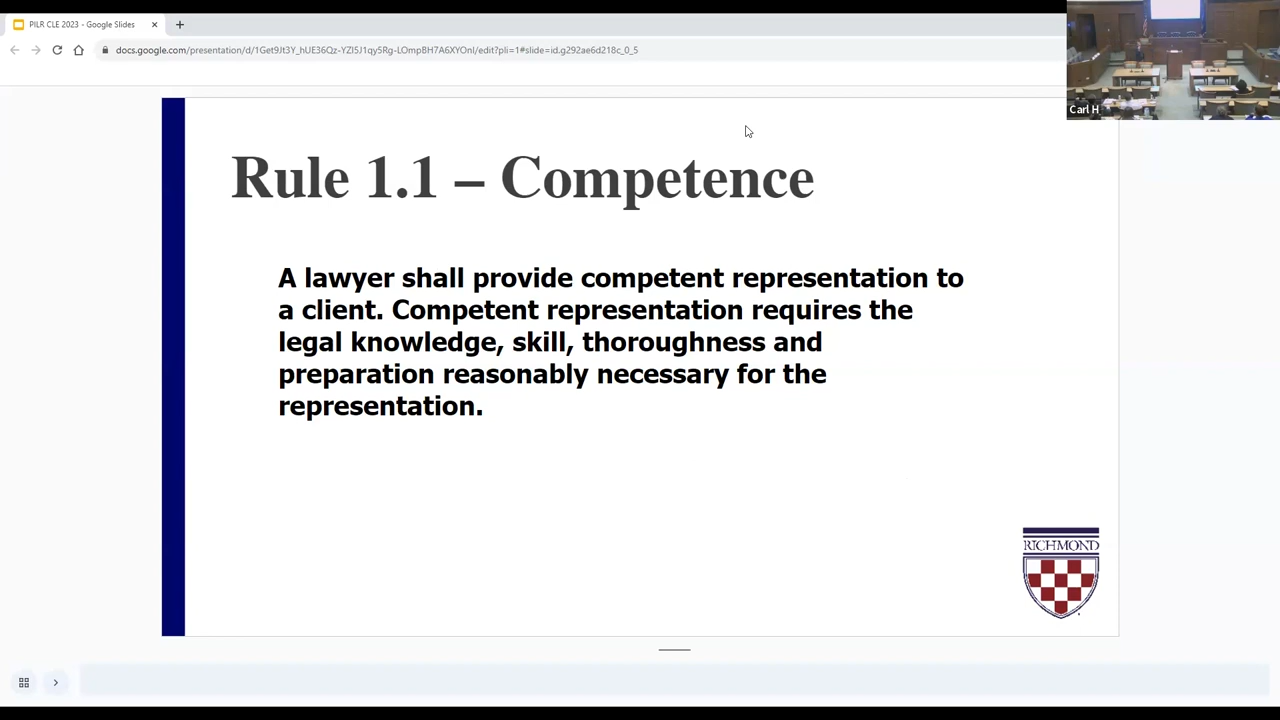 PILR CLE 2023 - Google Slides
docs.google.com/presentation/d/1Get9Jt3Y_hUE36Qz-YZl5J1qy5Rg-LOmpBH7A6XYOnI/edit?pli=1#slide=id.g292ae6d218c_0_5
Carl H
Rule 1.1 – Competence
A lawyer shall provide competent representation to
a client. Competent representation requires the
legal knowledge, skill, thoroughness and
preparation reasonably necessary for the
representation.
RICHMOND